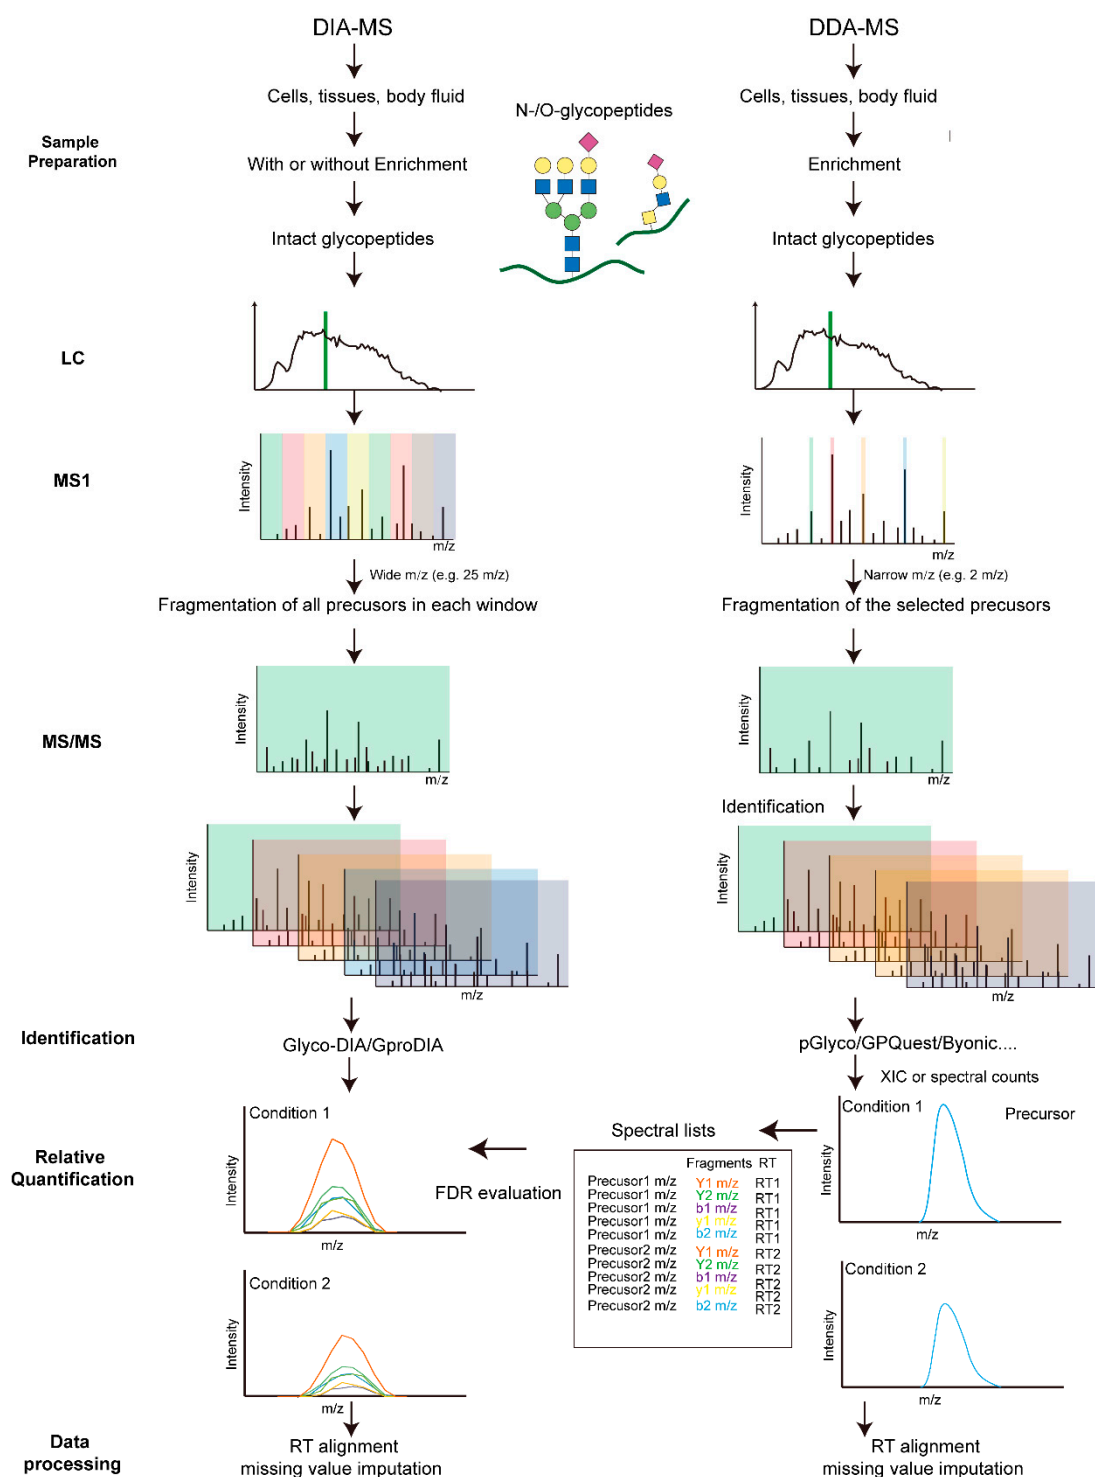 DIA-MS
DDA-MS
Cells, tissues, body fluid
Cells, tissues, body fluid
N-/O-glycopeptides
Sample
Preparation
With or without Enrichment
Enrichment
Intact glycopeptides
Intact glycopeptides
LC
MS1
Intensity
m/z
Intensity
m/z
Wide m/z (e.g. 25 m/z)
Narrow m/z (e.g. 2 m/z)
Fragmentation of all precusors in each window
Fragmentation of the selected precusors
MS/MS
Intensity
m/z
Intensity
m/z
Identification
Intensity
m/z
Intensity
m/z
Identification
Glyco-DIA/GproDIA
pGlyco/GPQuest/Byonic....
XIC or spectral counts
Relative
Quantification
Condition 1
Intensity
m/z
Condition 1
Precursor
Intensity
m/z
Spectral lists
FDR evaluation
Fragments RT
Precusor1 m/z Y1 m/z RT1
Precusor1 m/z Y2 m/z RT1
Precusor1 m/z b1 m/z RT1
Precusor1 m/z y1 m/z RT1
Precusor1 m/z b2 m/z RT1
Precusor2 m/z Y1 m/z RT2
Precusor2 m/z Y2 m/z RT2
Precusor2 m/z b1 m/z RT2
Precusor2 m/z y1 m/z RT2
Precusor2 m/z b2 m/z RT2
Condition 2
Intensity
m/z
Condition 2
Intensity
m/z
Data
processing
RT alignment
missing value imputation
RT alignment
missing value imputation